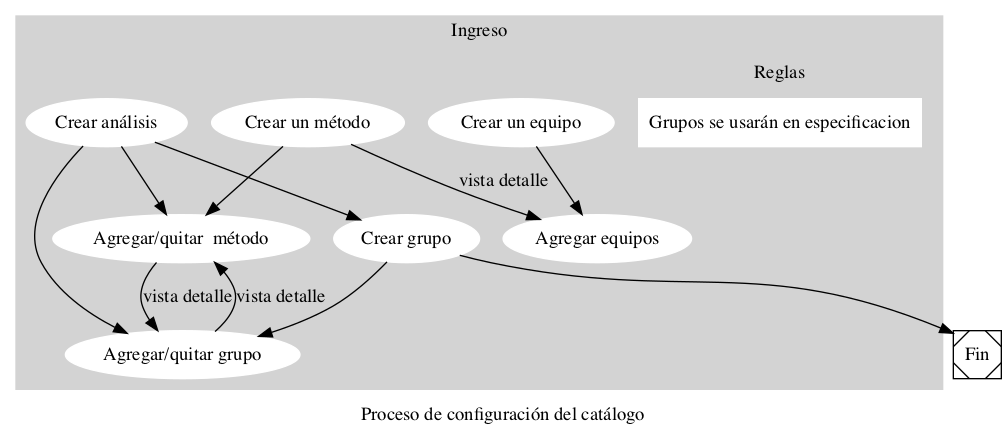 Ingreso
Reglas
Crear análisis
Crear un método
Crear un equipo
Grupos se usarán en especificacion
vista detalle
Agregar/quitar  método
Crear grupo
Agregar equipos
vista detalle
vista detalle
Agregar/quitar grupo
Fin
Proceso de configuración del catálogo